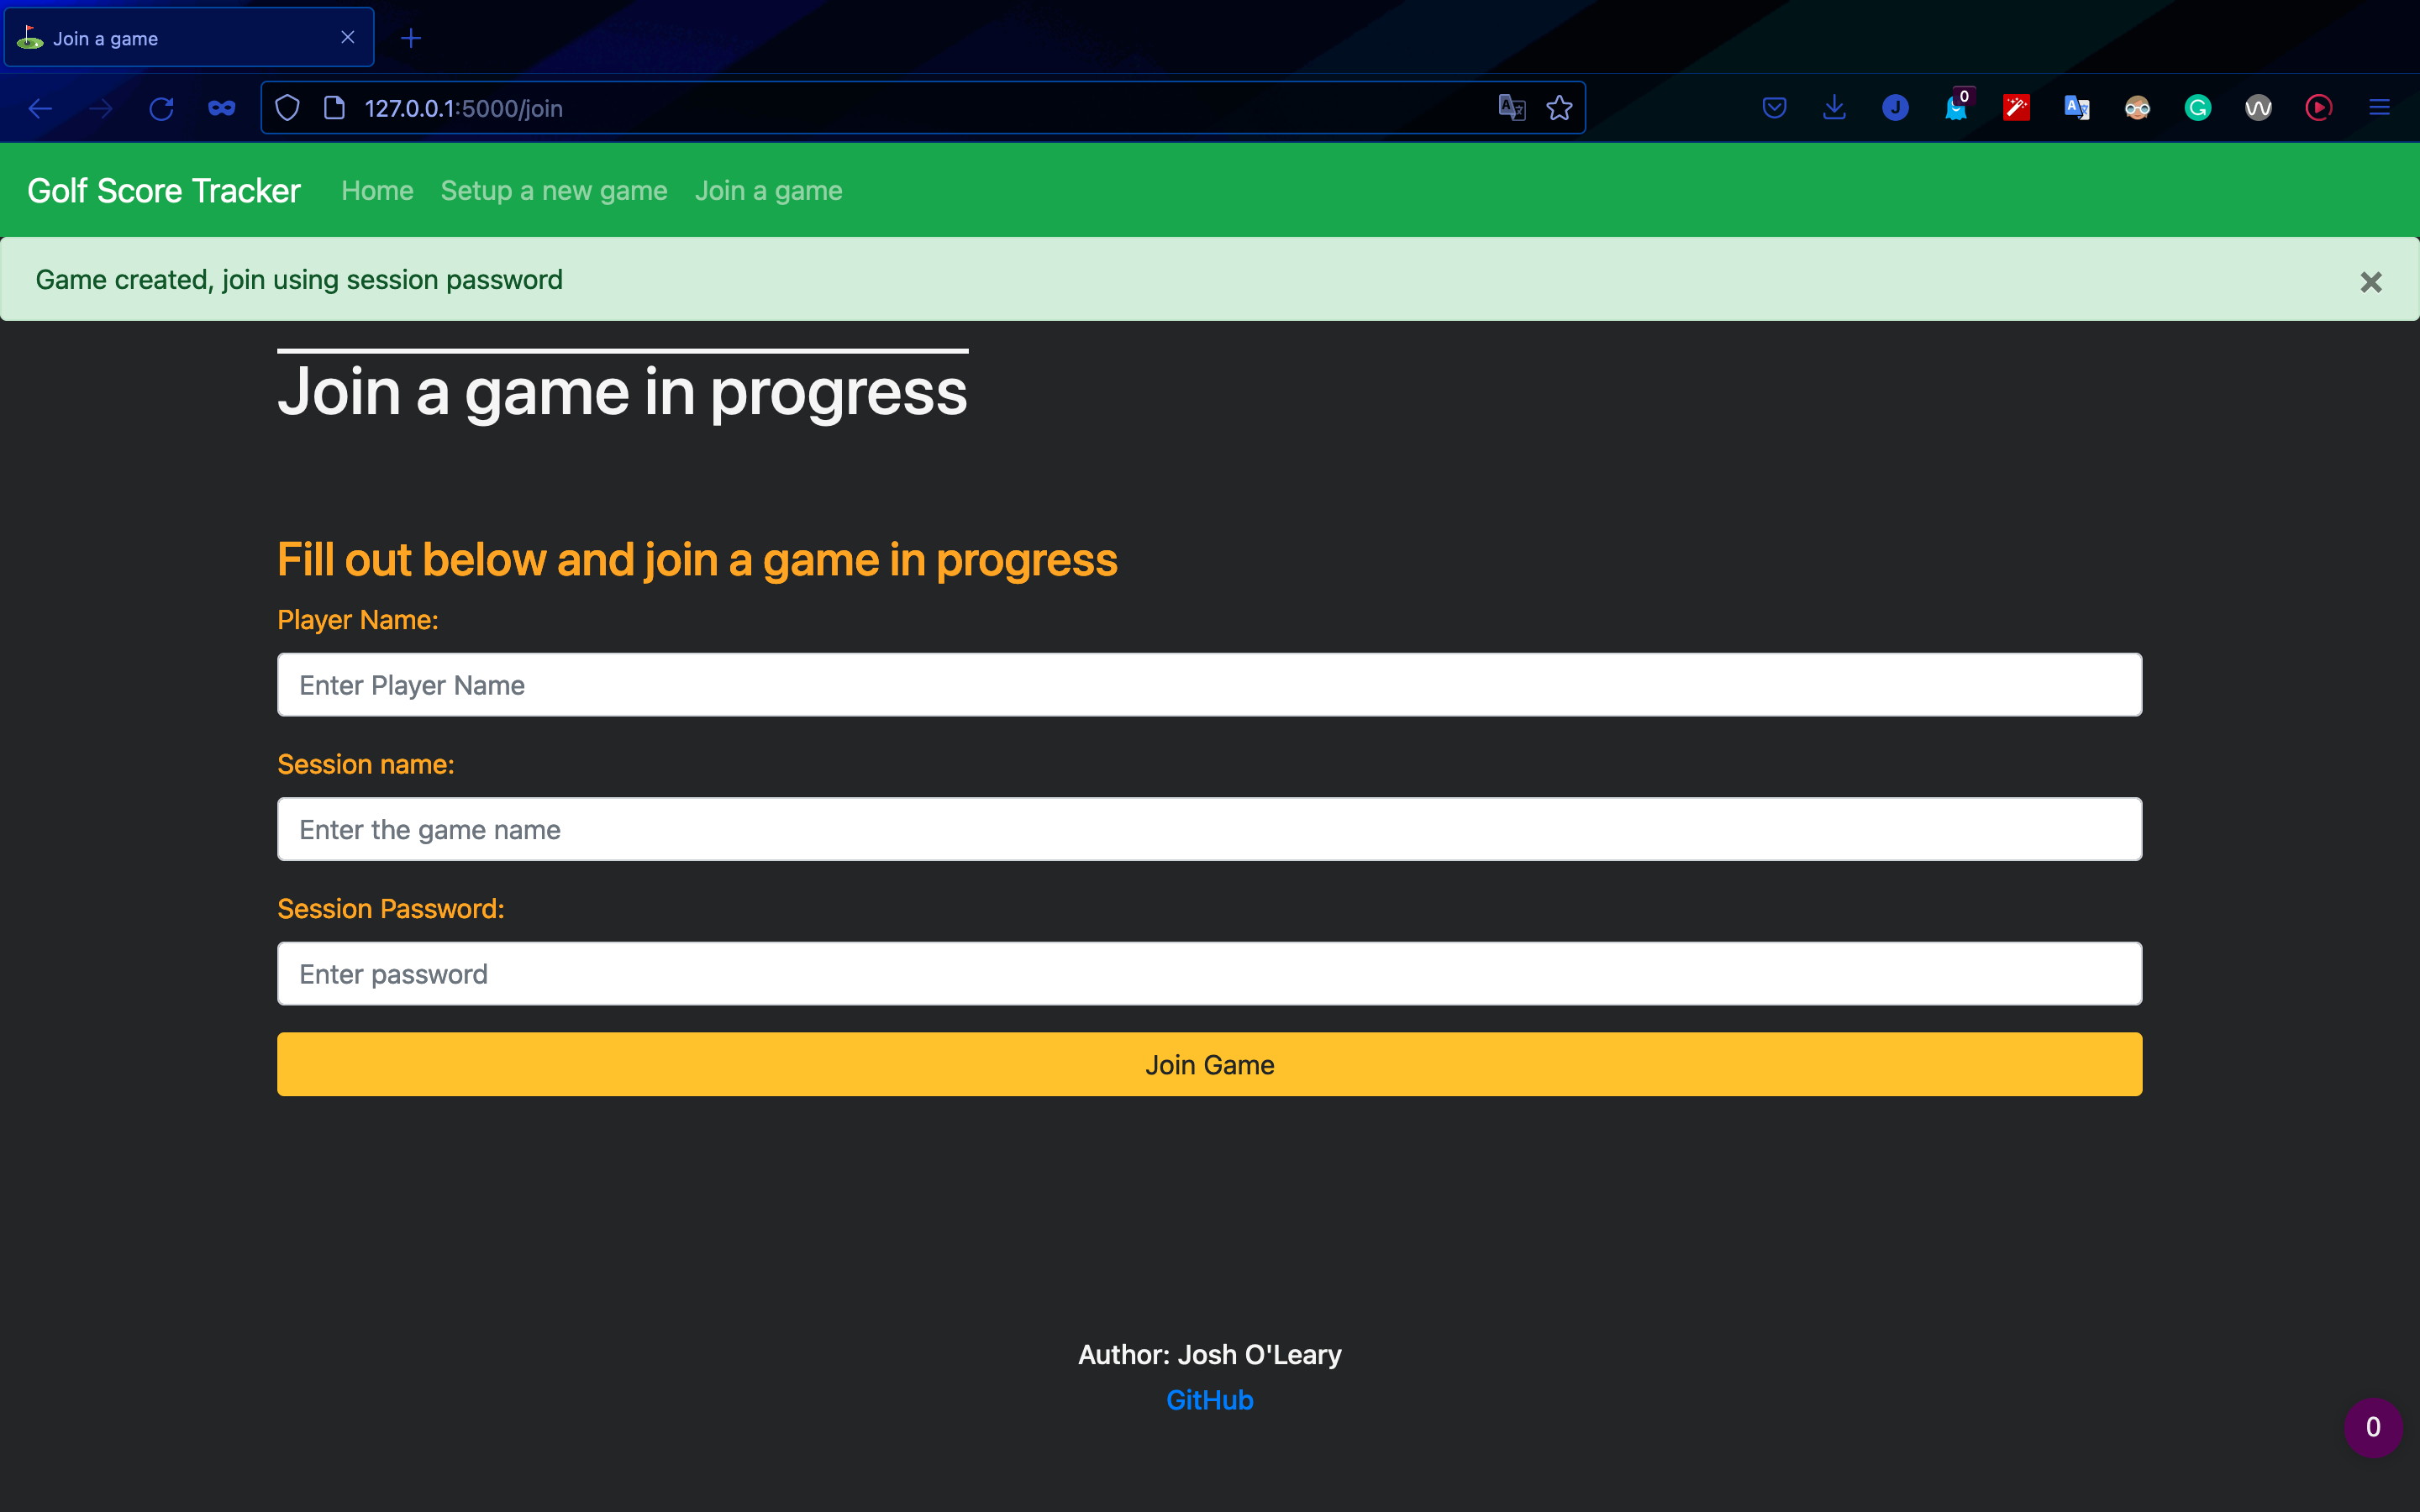 Join a game
127.0.0.1:5000/join
J
0
G
Golf Score Tracker
Home
Setup a new game
Join a game
Game created, join using session password
Join a game in progress
Fill out below and join a game in progress
Player Name:
Enter Player Name
Session name:
Enter the game name
Session Password:
Enter password
Join Game
Author: Josh O'Leary
GitHub
0